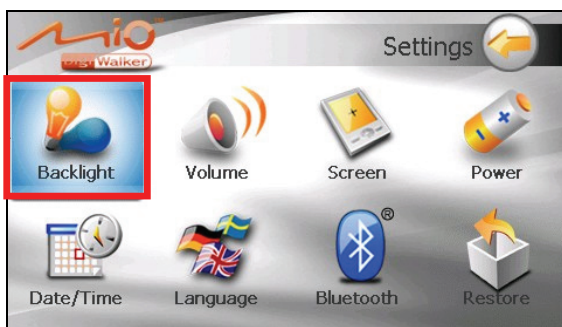 Mio
DigiWalker
Settings
Backlight
Volume
Screen
Power
Date/Time
Language
Bluetooth
Restore